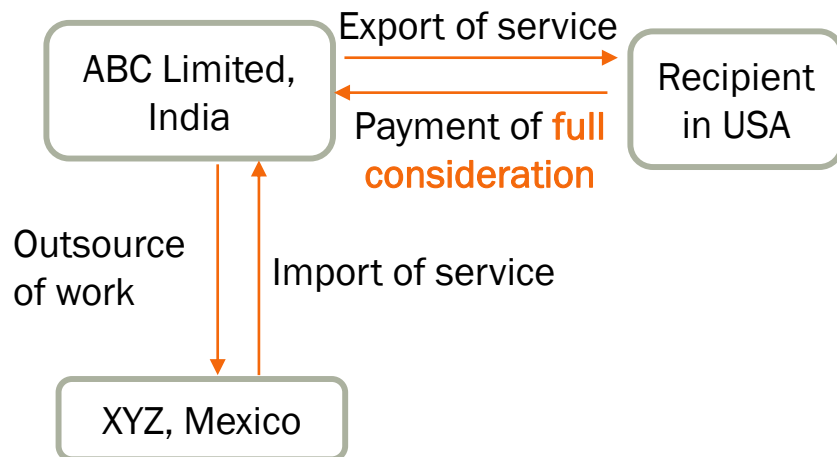 Export of service
ABC Limited,
India
Recipient
in USA
Payment of full
consideration
Outsource
of work
Import of service
XYZ, Mexico